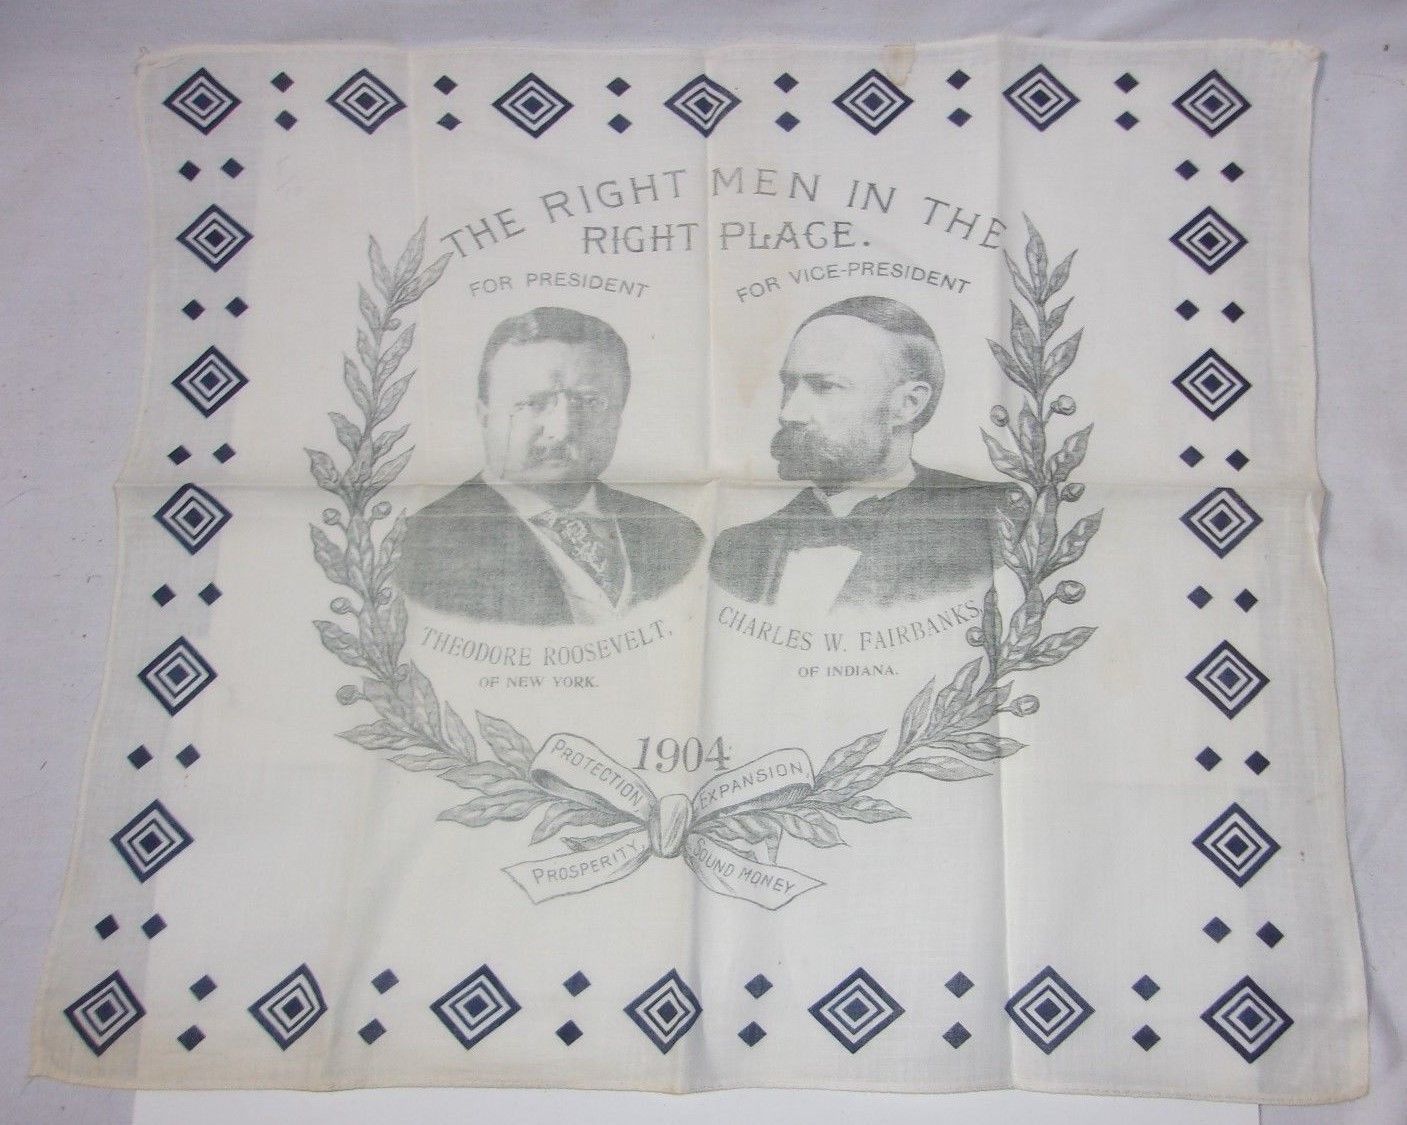 THE RIGHT MEN IN THE
RIGHT PLACE.
FOR PRESIDENT
FOR VICE-PRESIDENT
THEODORE ROOSEVELT,
OF NEW YORK.
CHARLES W. FAIRBANKS,
OF INDIANA.
1904
PROTECTION,
EXPANSION,
PROSPERITY,
SOUND MONEY